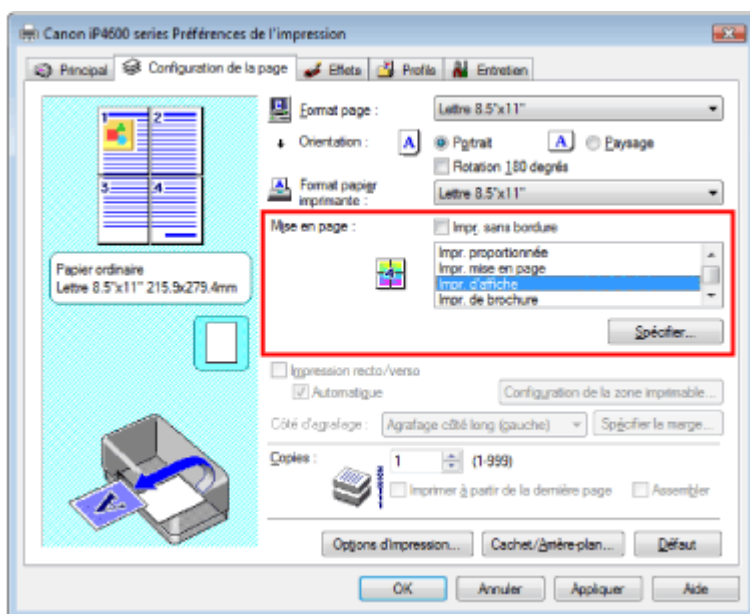 Canon iP4600 series Préférences de l'impression
Principal Configuration de la page Effets Profils Entretien
1 2
3 4
Format page : Lettre 8.5"x11"
Orientation : A Portrait A Paysage
Rotation 180 degrés
Format papier
imprimante : Lettre 8.5"x11"
Mise en page : Impr. sans bordure
Impr. proportionnée
Impr. mise en page
Impr. d'affiche
Impr. de brochure
Spécifier...
Papier ordinaire
Lettre 8.5"x11" 215.9x279.4mm
Impression recto/verso
Automatique Configuration de la zone imprimable...
Côté d'agrafage : Agrafage côté long (gauche) Spécifier la marge...
Copies : 1 (1-999)
Imprimer à partir de la dernière page Assembler
Options d'impression... Cachet/Arrière-plan... Défaut
OK Annuler Appliquer Aide